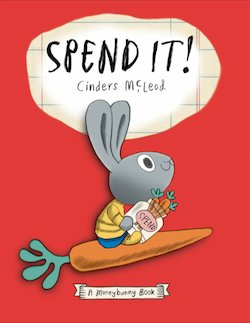 SPEND IT!
Cinders McLeod
SPEND
A Moneybunny Book